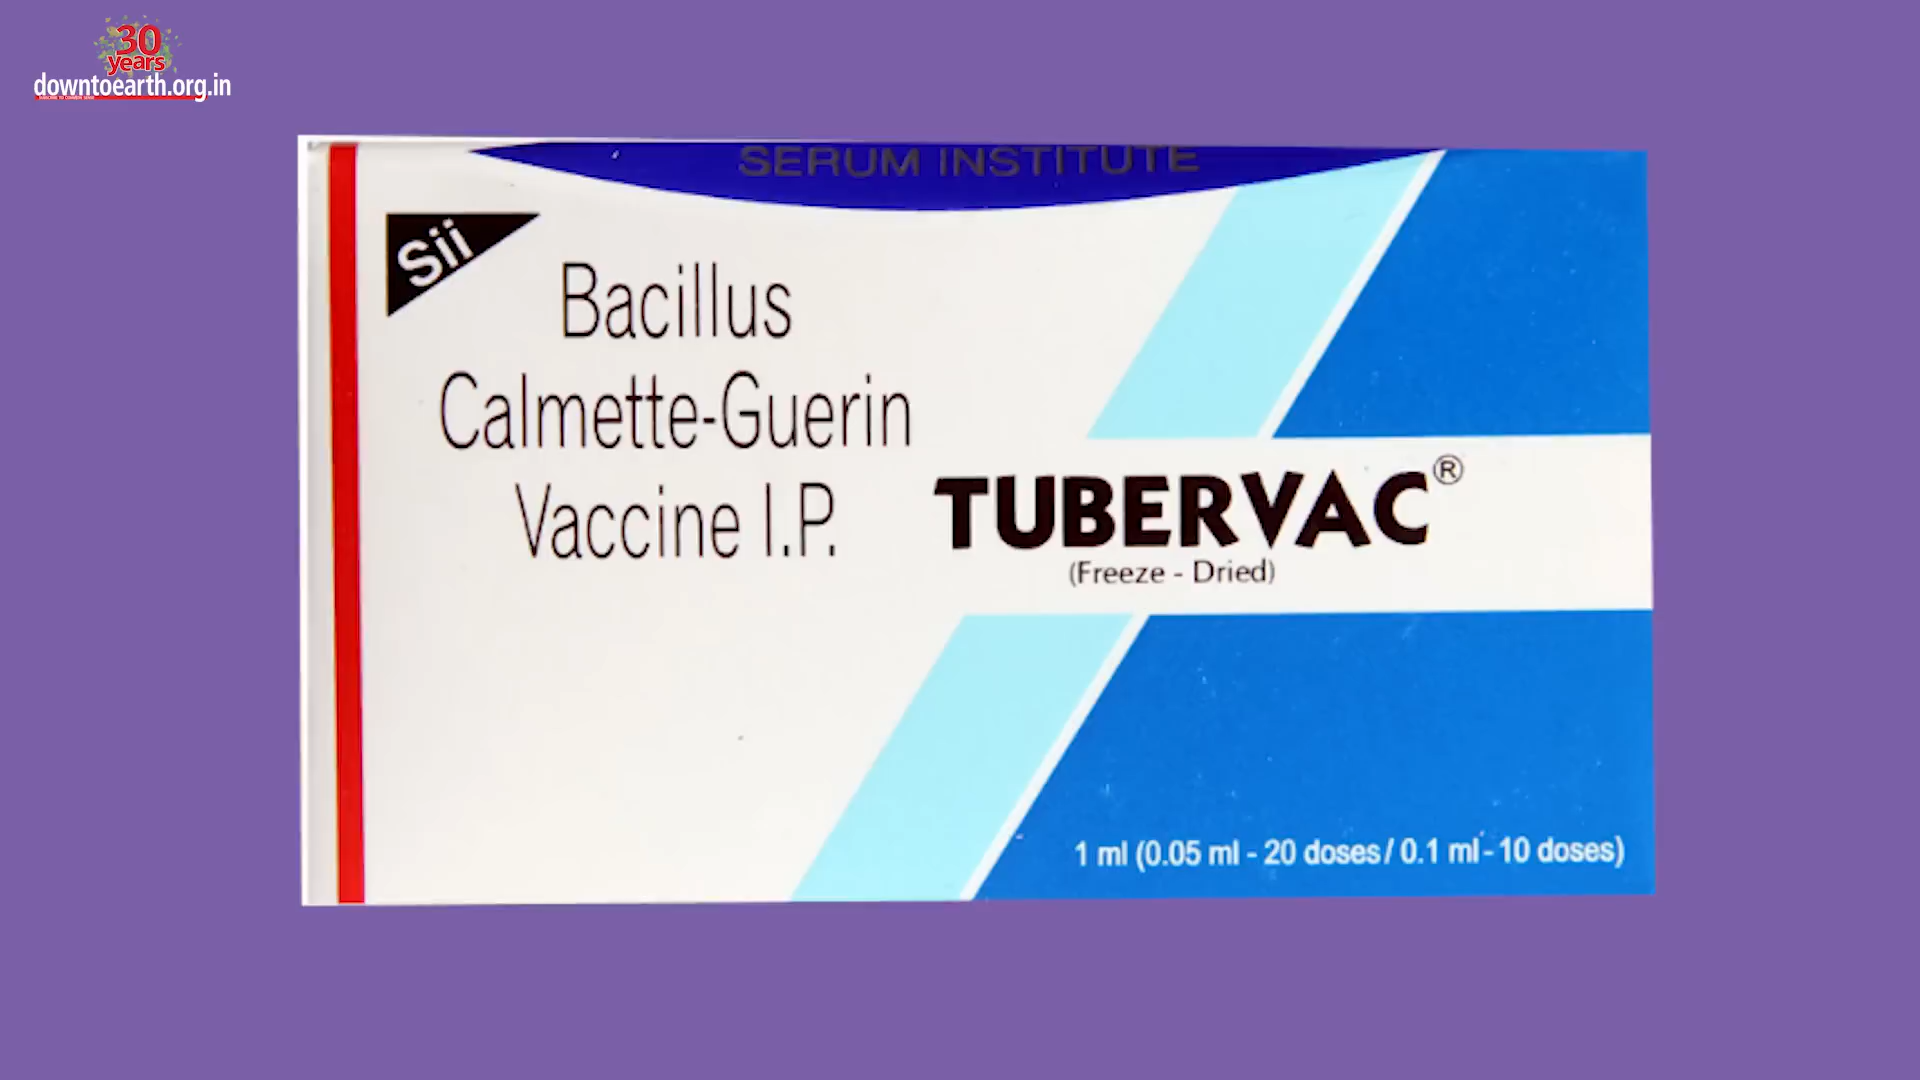 30
years
downtoearth.org.in
SERUM INSTITUTE
Sii
Bacillus
Calmette-Guerin
Vaccine I.P.
TUBERVAC®
(Freeze - Dried)
1 ml (0.05 ml - 20 doses / 0.1 ml - 10 doses)